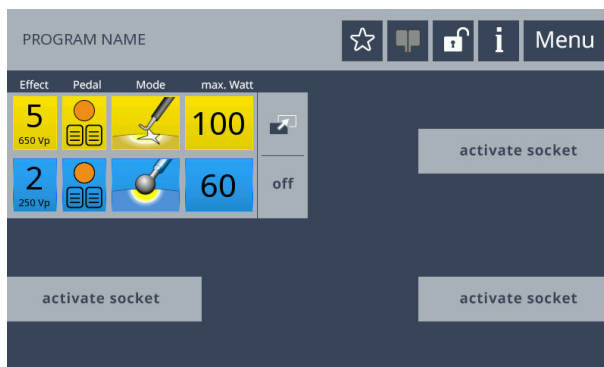 PROGRAM NAME
i Menu
Effect Pedal Mode max. Watt
5 100
650 Vp
activate socket
2 60 off
250 Vp
activate socket activate socket